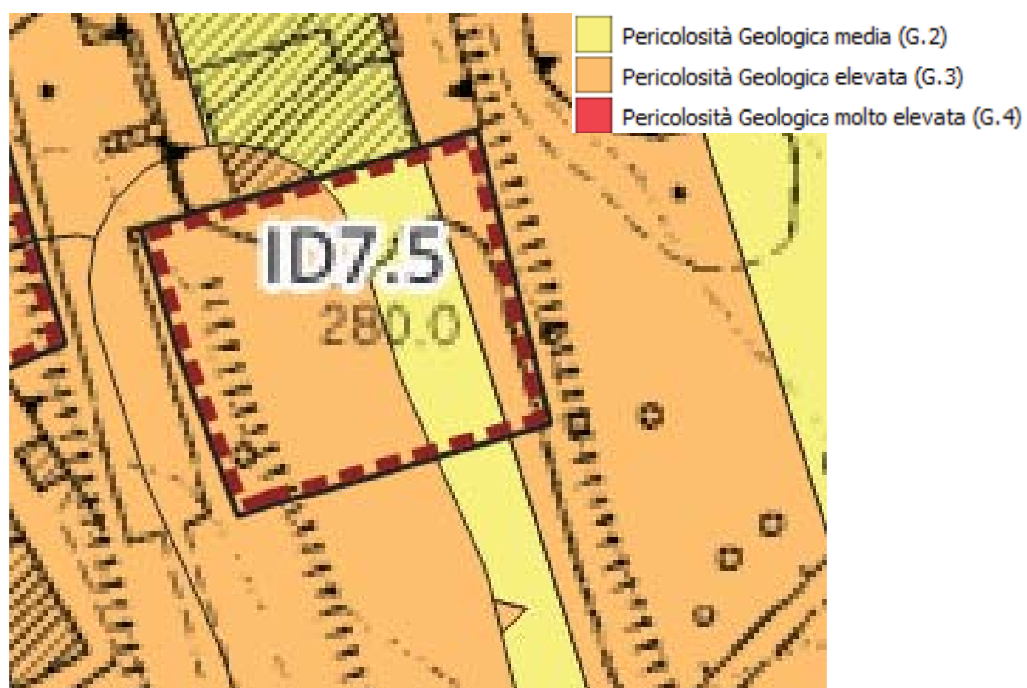 Pericolosità Geologica media (G.2)
Pericolosità Geologica elevata (G.3)
Pericolosità Geologica molto elevata (G.4)
ID7.5
280.0